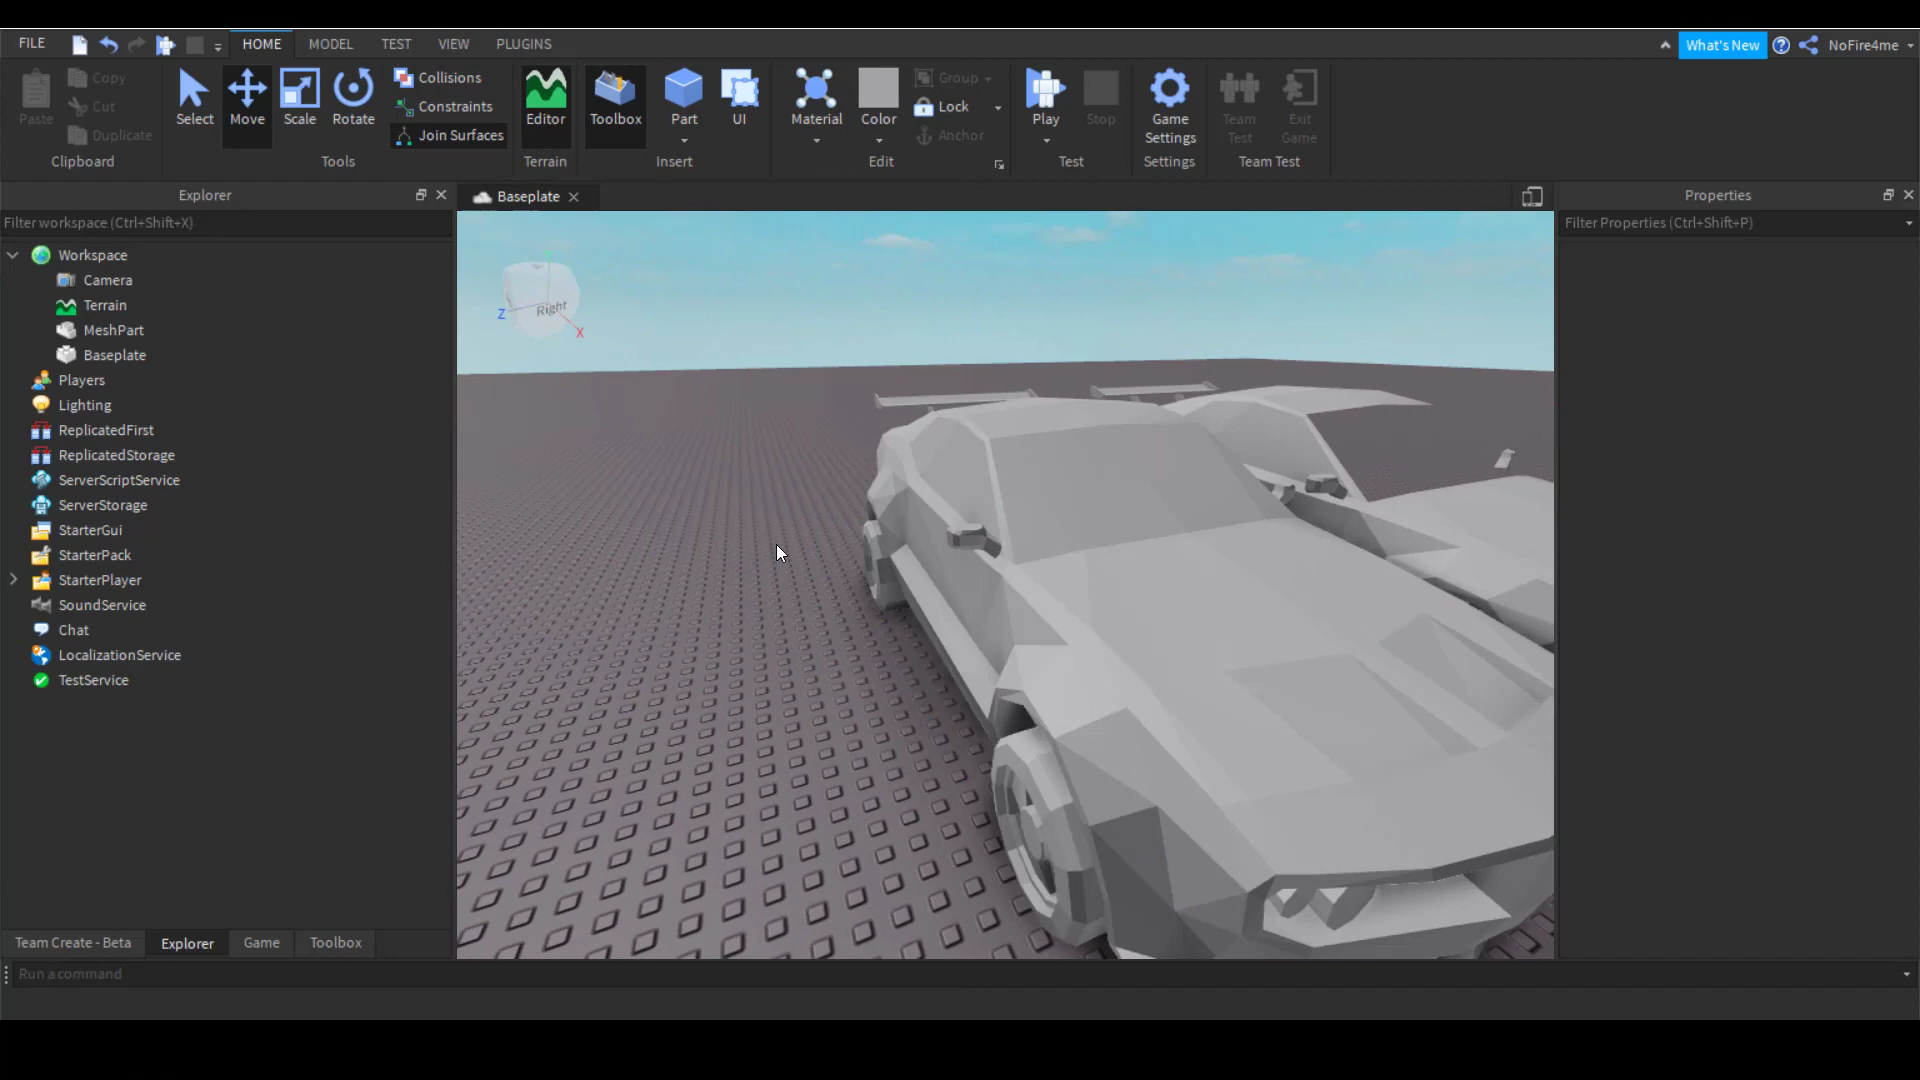 FILE HOME MODEL TEST VIEW PLUGINS What's New NoFire4me
Paste Copy Cut Duplicate
Clipboard
Select Move Scale Rotate
Collisions
Constraints
Join Surfaces
Tools
Editor
Terrain
Toolbox Part UI
Insert
Material Color Group Lock Anchor
Edit
Play Stop
Test
Game Settings
Settings
Team Test Exit Game
Team Test
Explorer
Filter workspace (Ctrl+Shift+X)
Workspace
Camera
Terrain
MeshPart
Baseplate
Players
Lighting
ReplicatedFirst
ReplicatedStorage
ServerScriptService
ServerStorage
StarterGui
StarterPack
StarterPlayer
SoundService
Chat
LocalizationService
TestService
Team Create - Beta Explorer Game Toolbox
Baseplate
Z Right X
Properties
Filter Properties (Ctrl+Shift+P)
Run a command